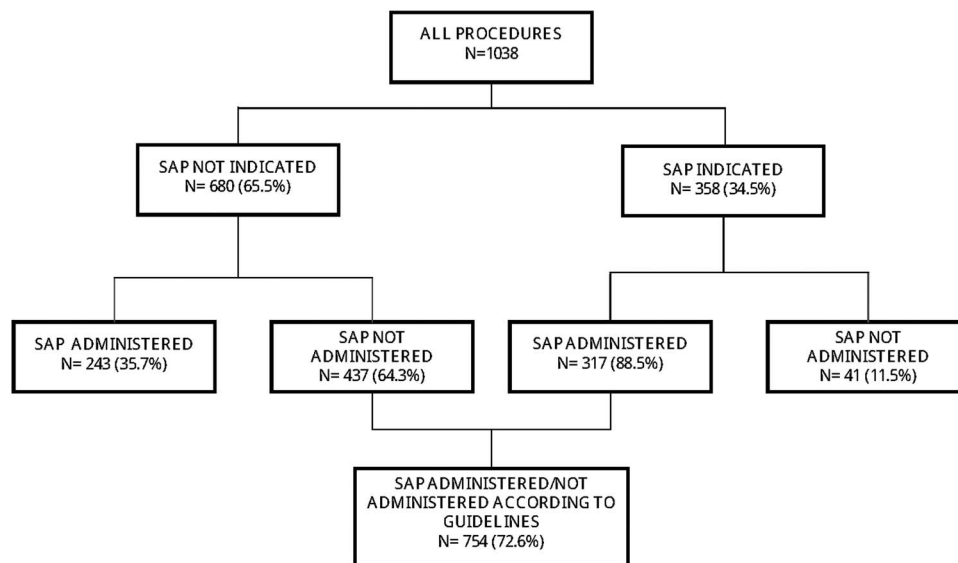 ALL PROCEDURES
N=1038
SAP NOT INDICATED
N= 680 (65.5%)
SAP INDICATED
N= 358 (34.5%)
SAP ADMINISTERED
N= 243 (35.7%)
SAP NOT
ADMINISTERED
N= 437 (64.3%)
SAP ADMINISTERED
N= 317 (88.5%)
SAP NOT
ADMINISTERED
N= 41 (11.5%)
SAP ADMINISTERED/NOT
ADMINISTERED ACCORDING TO
GUIDELINES
N= 754 (72.6%)